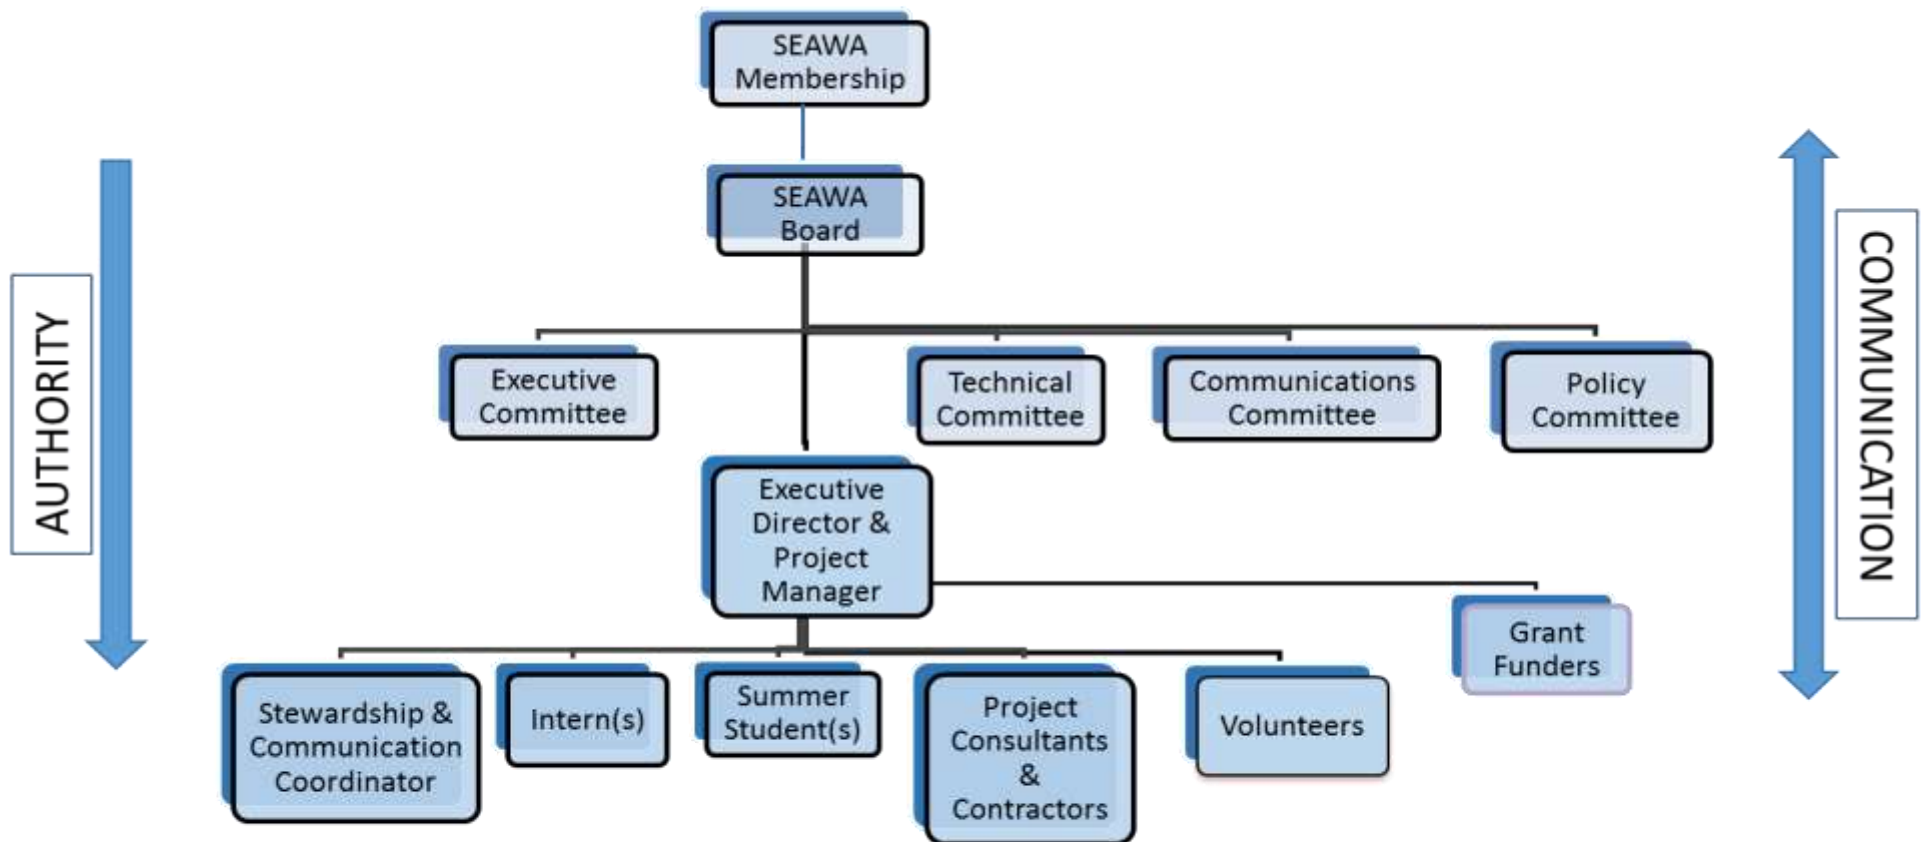 SEAWA
Membership
SEAWA
Board
AUTHORITY
COMMUNICATION
Executive
Committee
Technical
Committee
Communications
Committee
Policy
Committee
Executive
Director &
Project
Manager
Grant
Funders
Stewardship &
Communication
Coordinator
Intern(s)
Summer
Student(s)
Project
Consultants
&
Contractors
Volunteers